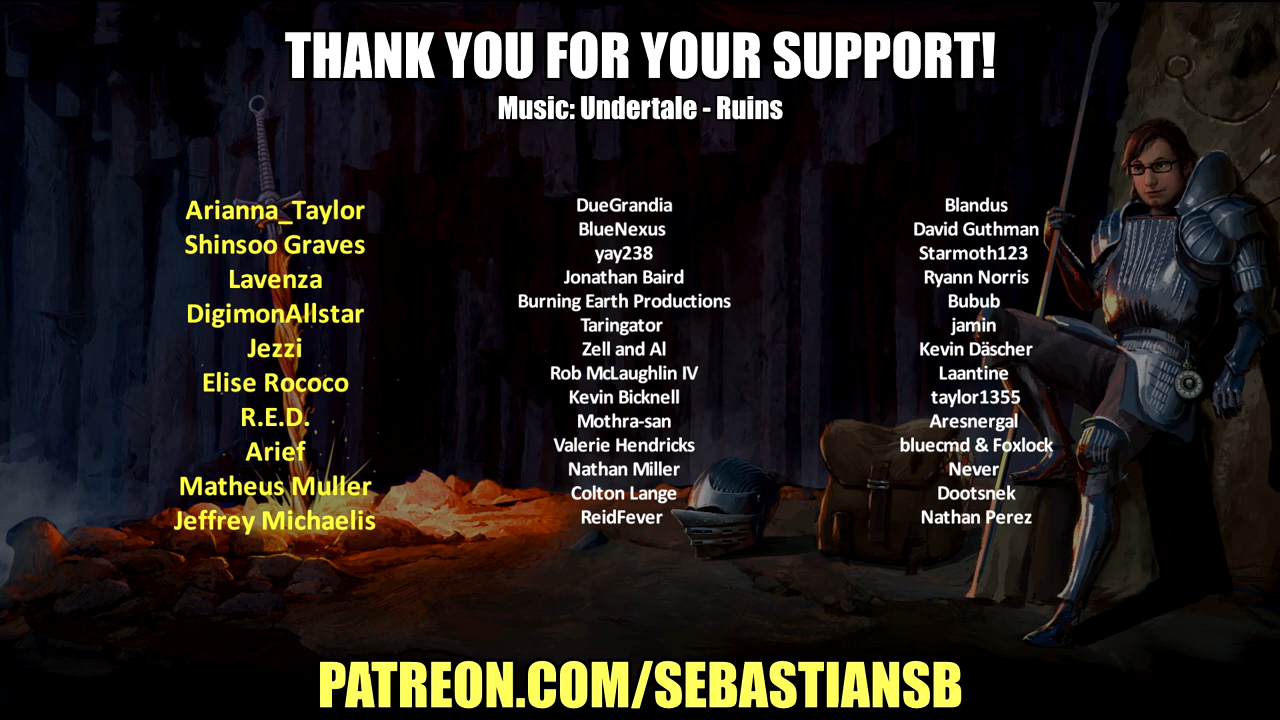 THANK YOU FOR YOUR SUPPORT!
Music: Undertale - Ruins
Arianna_Taylor
Shinsoo Graves
Lavenza
DigimonAllstar
Jezzi
Elise Rococo
R.E.D.
Arief
Matheus Muller
Jeffrey Michaelis
DueGrandia
BlueNexus
yay238
Jonathan Baird
Burning Earth Productions
Taringator
Zell and Al
Rob McLaughlin IV
Kevin Bicknell
Mothra-san
Valerie Hendricks
Nathan Miller
Colton Lange
ReidFever
Blandus
David Guthman
Starmoth123
Ryann Norris
Bubub
jamin
Kevin Däscher
Laantine
taylor1355
Aresnergal
bluecmd & Foxlock
Never
Dootsnek
Nathan Perez
PATREON.COM/SEBASTIANSB